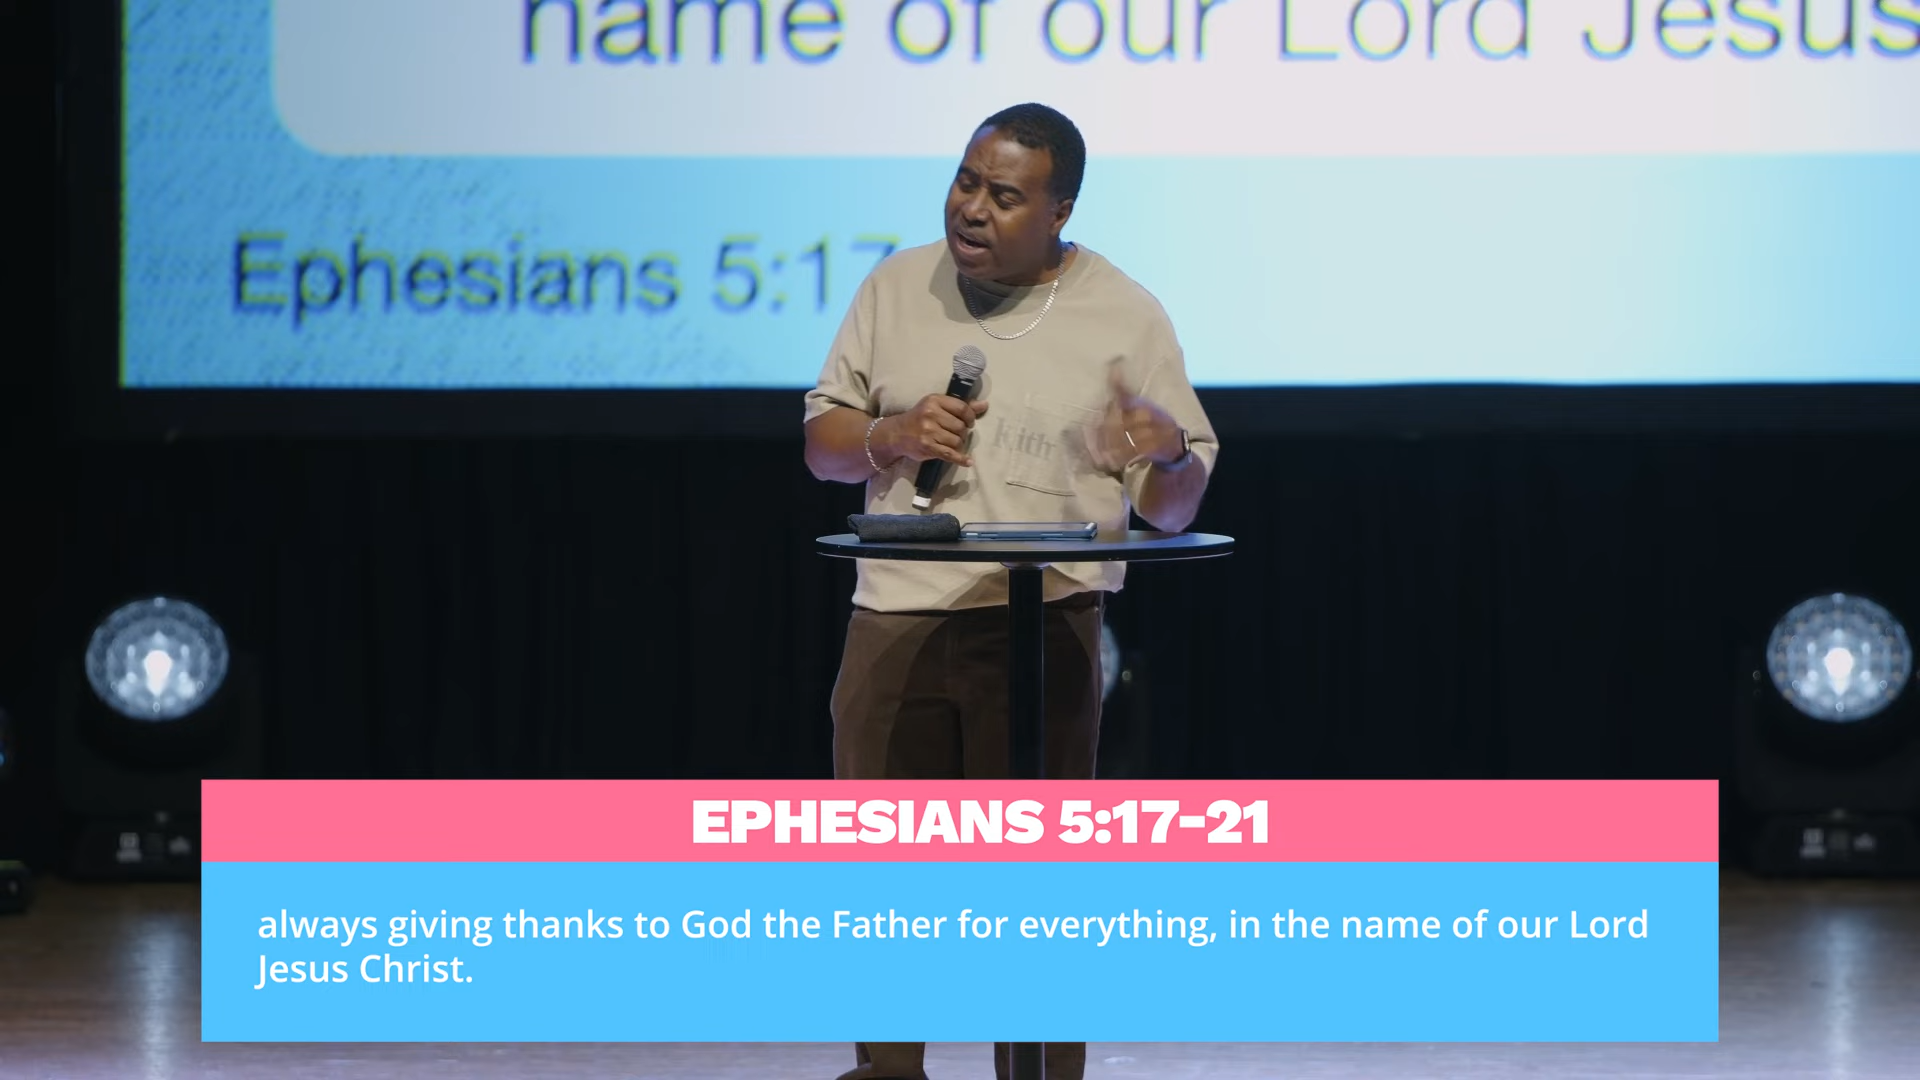 name of our Lord Jesus
Ephesians 5:17
Kith
EPHESIANS 5:17-21
always giving thanks to God the Father for everything, in the name of our Lord
Jesus Christ.